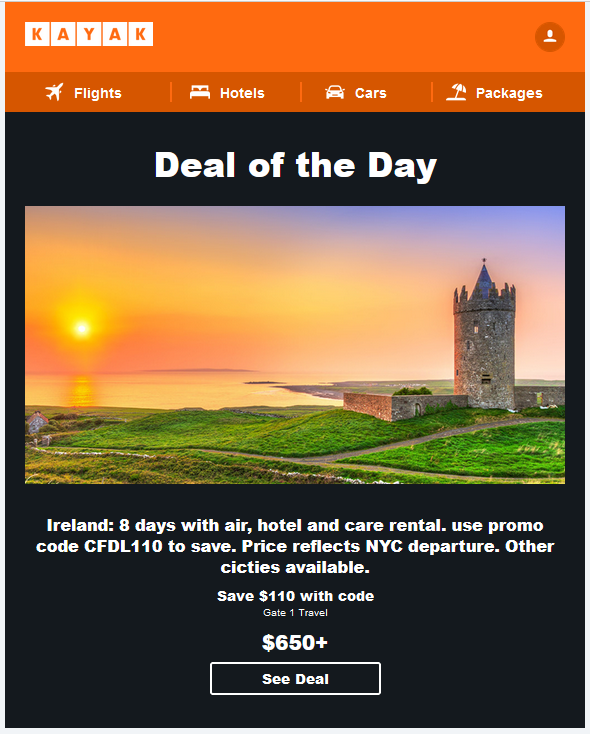 KAYAK
Flights
Hotels
Cars
Packages
Deal of the Day
Ireland: 8 days with air, hotel and care rental. use promo
code CFDL110 to save. Price reflects NYC departure. Other
cicties available.
Save $110 with code
Gate 1 Travel
$650+
See Deal